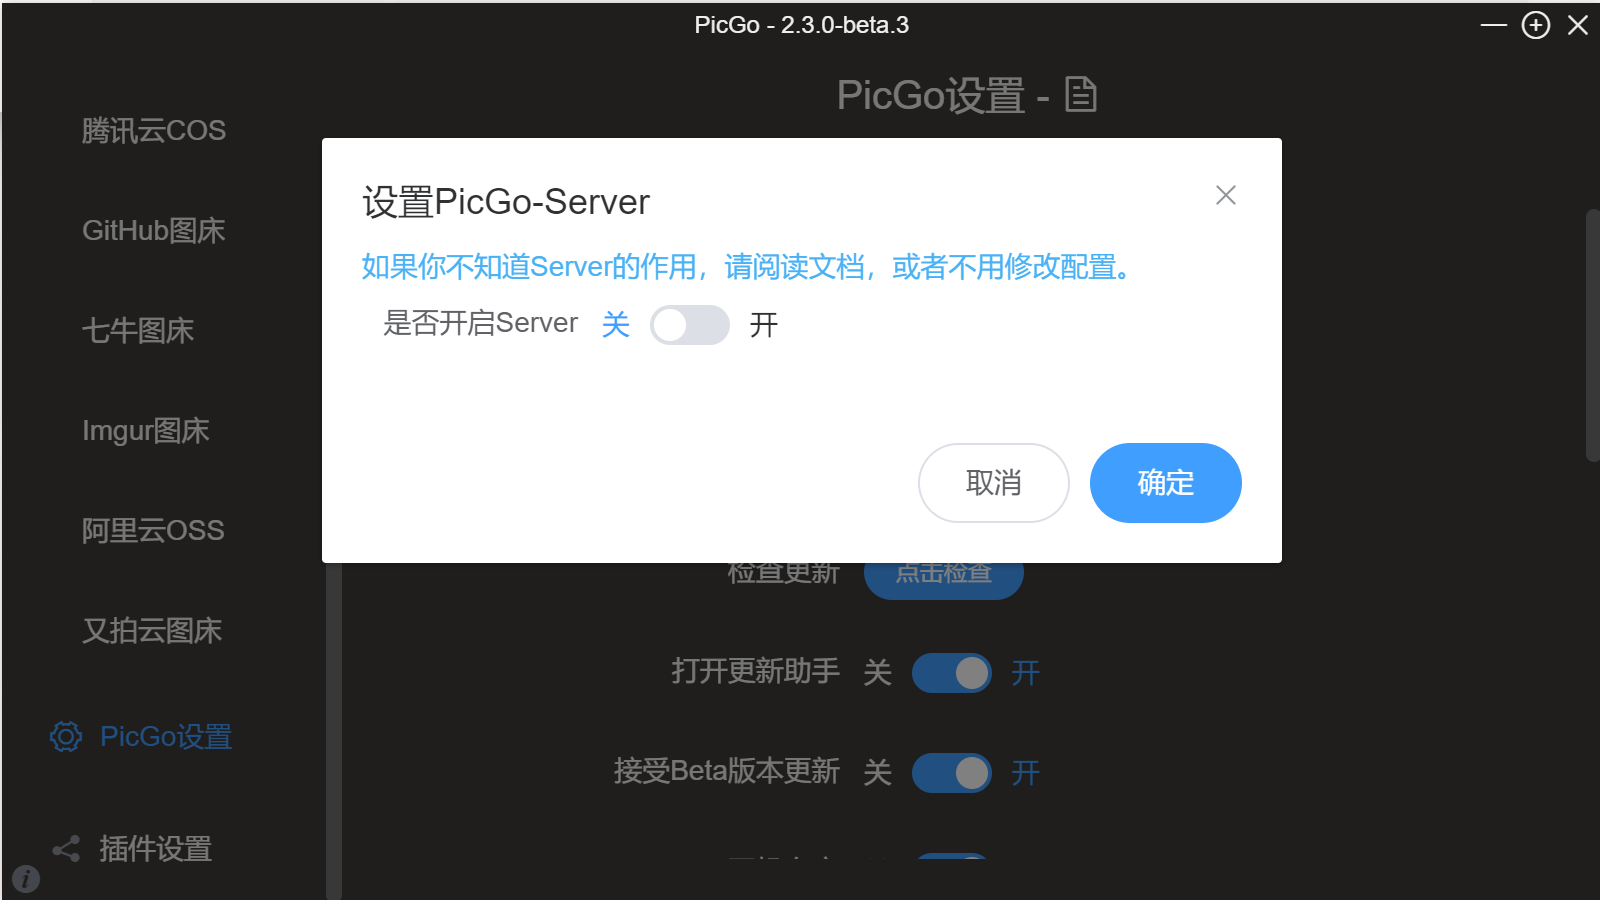 PicGo - 2.3.0-beta.3
PicGo设置 -
腾讯云COS
GitHub图床
七牛图床
Imgur图床
阿里云OSS
又拍云图床
PicGo设置
插件设置
设置PicGo-Server
如果你不知道Server的作用，请阅读文档，或者不用修改配置。
是否开启Server 关 开
取消 确定
检查更新 点击检查
打开更新助手 关 开
接受Beta版本更新 关 开